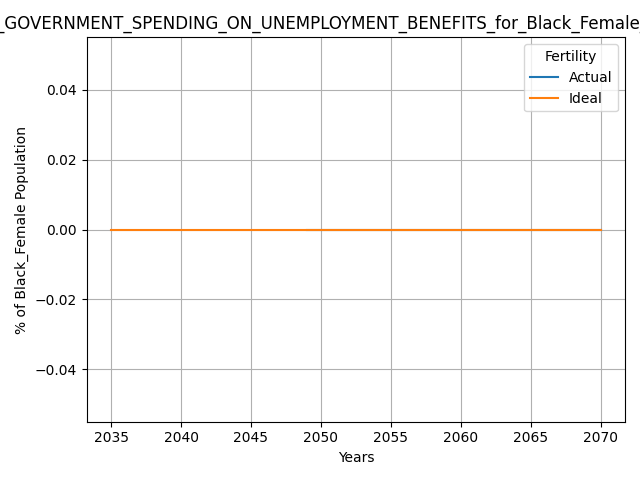 _GOVERNMENT_SPENDING_ON_UNEMPLOYMENT_BENEFITS_for_Black_Female_
Fertility
Actual
Ideal
0.04
0.02
0.00
−0.02
−0.04
% of Black_Female Population
2035 2040 2045 2050 2055 2060 2065 2070
Years